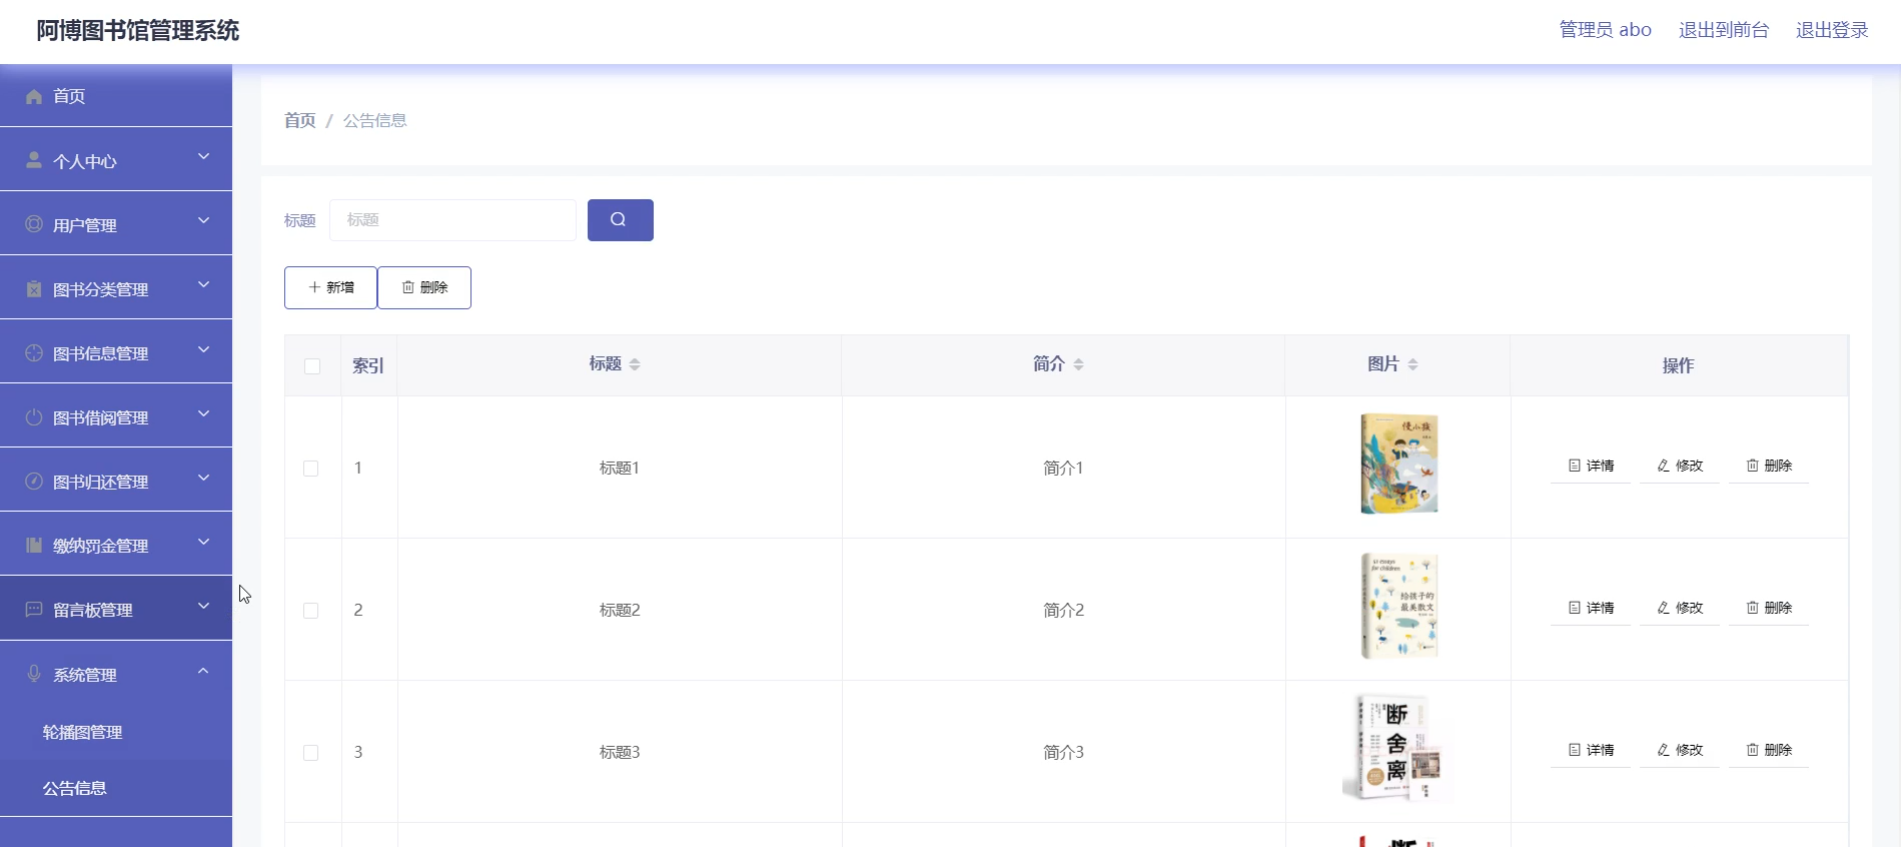 阿博图书馆管理系统
管理员 abo 退出到前台 退出登录
首页
个人中心
用户管理
图书分类管理
图书信息管理
图书借阅管理
图书归还管理
缴纳罚金管理
留言板管理
系统管理
轮播图管理
公告信息
首页 / 公告信息
标题 标题
新增 删除
索引 标题 简介 图片 操作
1 标题1 简介1 详情 修改 删除
2 标题2 简介2 详情 修改 删除
给孩子的
最美散文
3 标题3 简介3 详情 修改 删除
断
舍
离